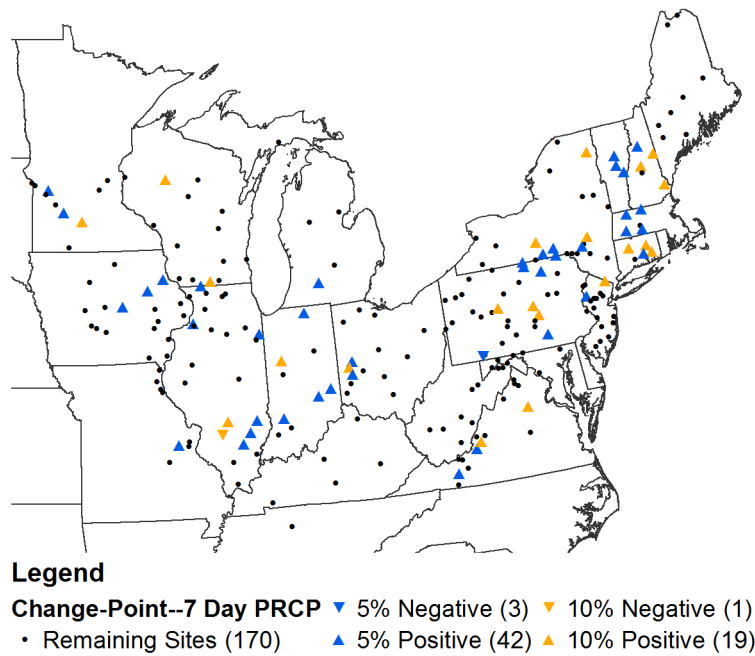 Legend
Change-Point--7 Day PRCP 5% Negative (3) 10% Negative (1)
Remaining Sites (170) 5% Positive (42) 10% Positive (19)